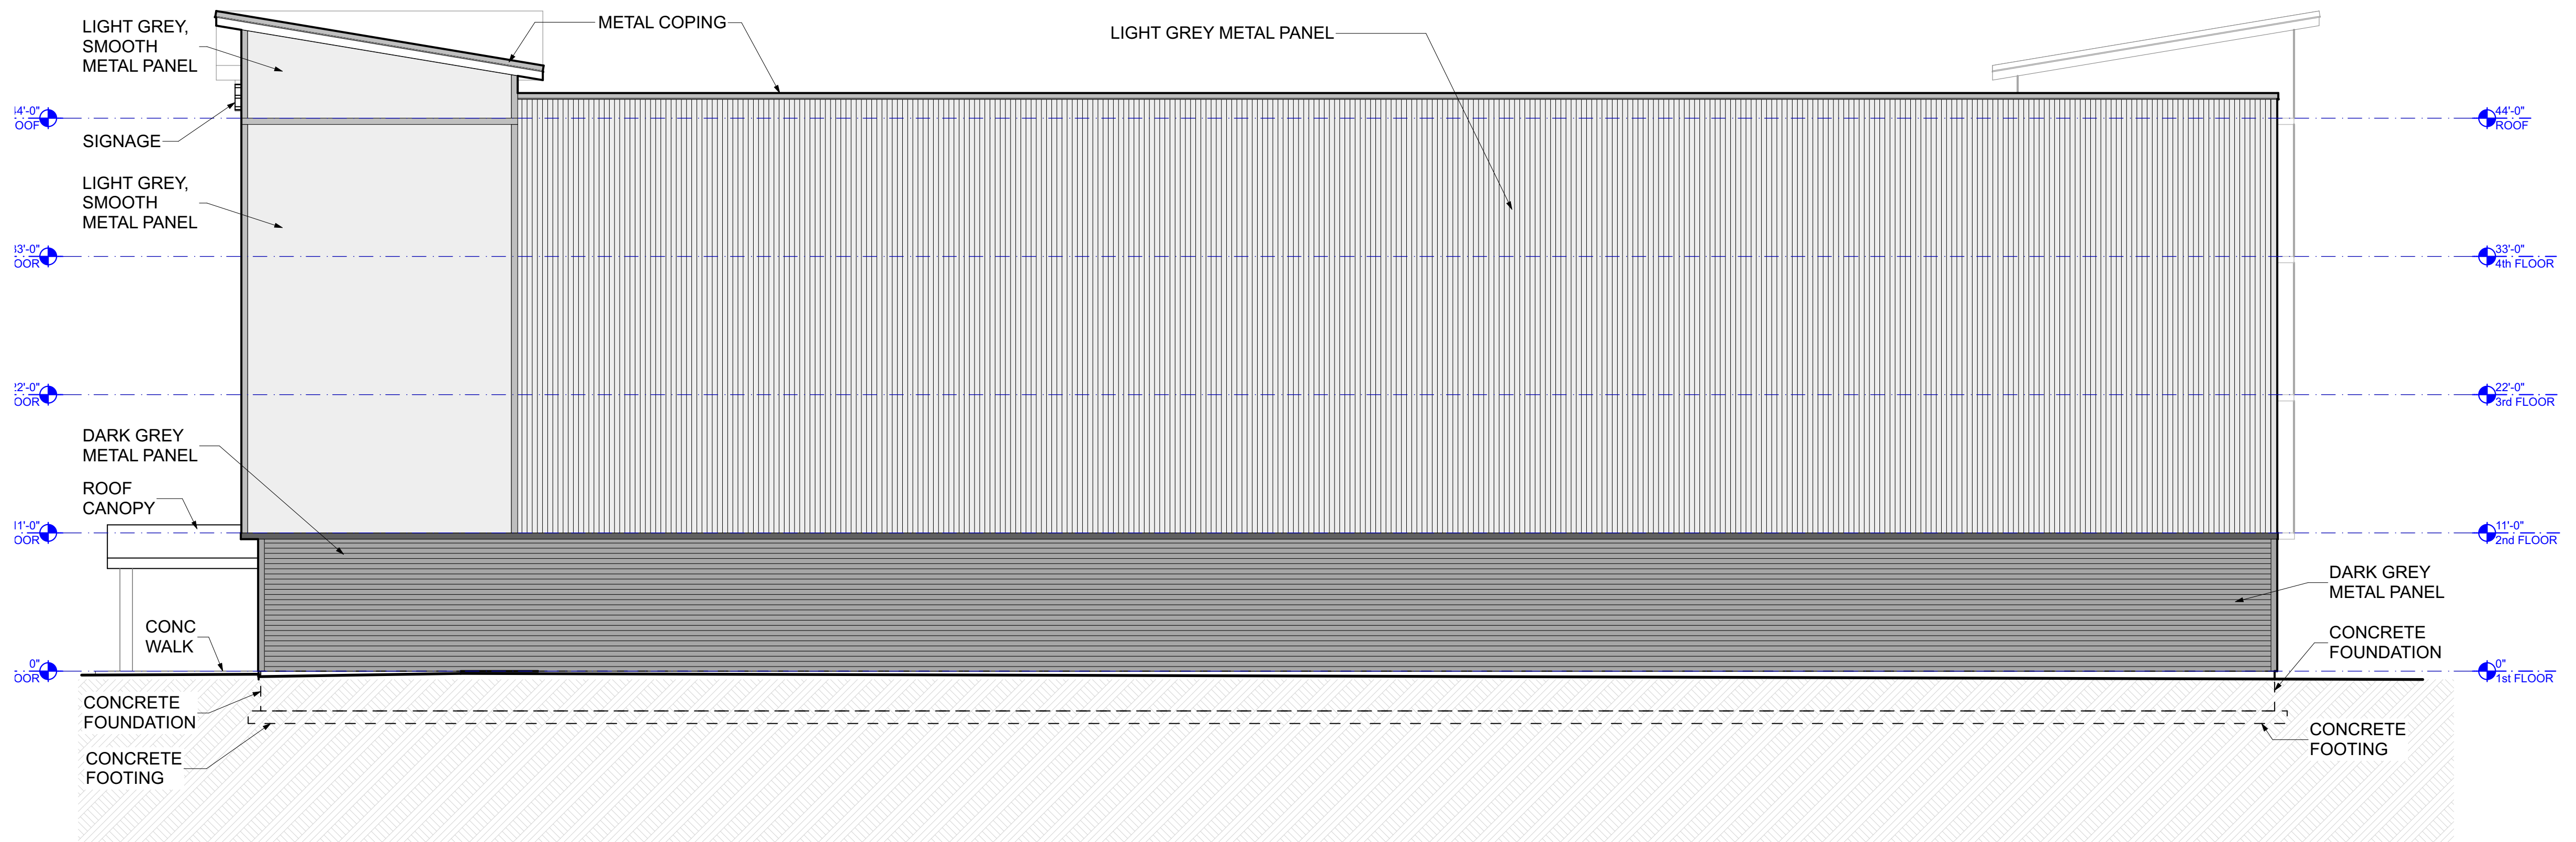 LIGHT GREY,
SMOOTH
METAL PANEL
METAL COPING
LIGHT GREY METAL PANEL
SIGNAGE
44'-0"
ROOF
LIGHT GREY,
SMOOTH
METAL PANEL
33'-0"
4th FLOOR
22'-0"
3rd FLOOR
DARK GREY
METAL PANEL
ROOF
CANOPY
11'-0"
2nd FLOOR
DARK GREY
METAL PANEL
CONC
WALK
CONCRETE
FOUNDATION
0"
0"
1st FLOOR
CONCRETE
FOUNDATION
CONCRETE
FOOTING
CONCRETE
FOOTING